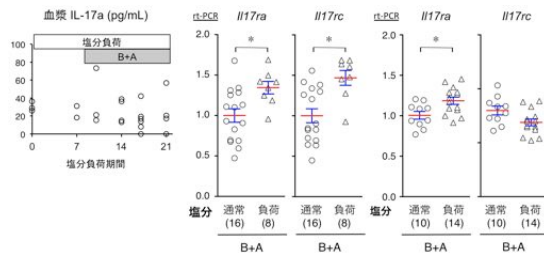 血漿 IL-17a (pg/mL)
塩分負荷
B+A
100
80
60
40
20
0
0 7 14 21
塩分負荷期間
rt-PCR Il17ra Il17rc
* *
2.0
1.5
1.0
0.5
0.0
塩分 通常 負荷 通常 負荷
(16) (8) (16) (8)
B+A B+A
rt-PCR Il17ra Il17rc
*
2.0
1.5
1.0
0.5
0.0
塩分 通常 負荷 通常 負荷
(10) (14) (10) (14)
B+A B+A